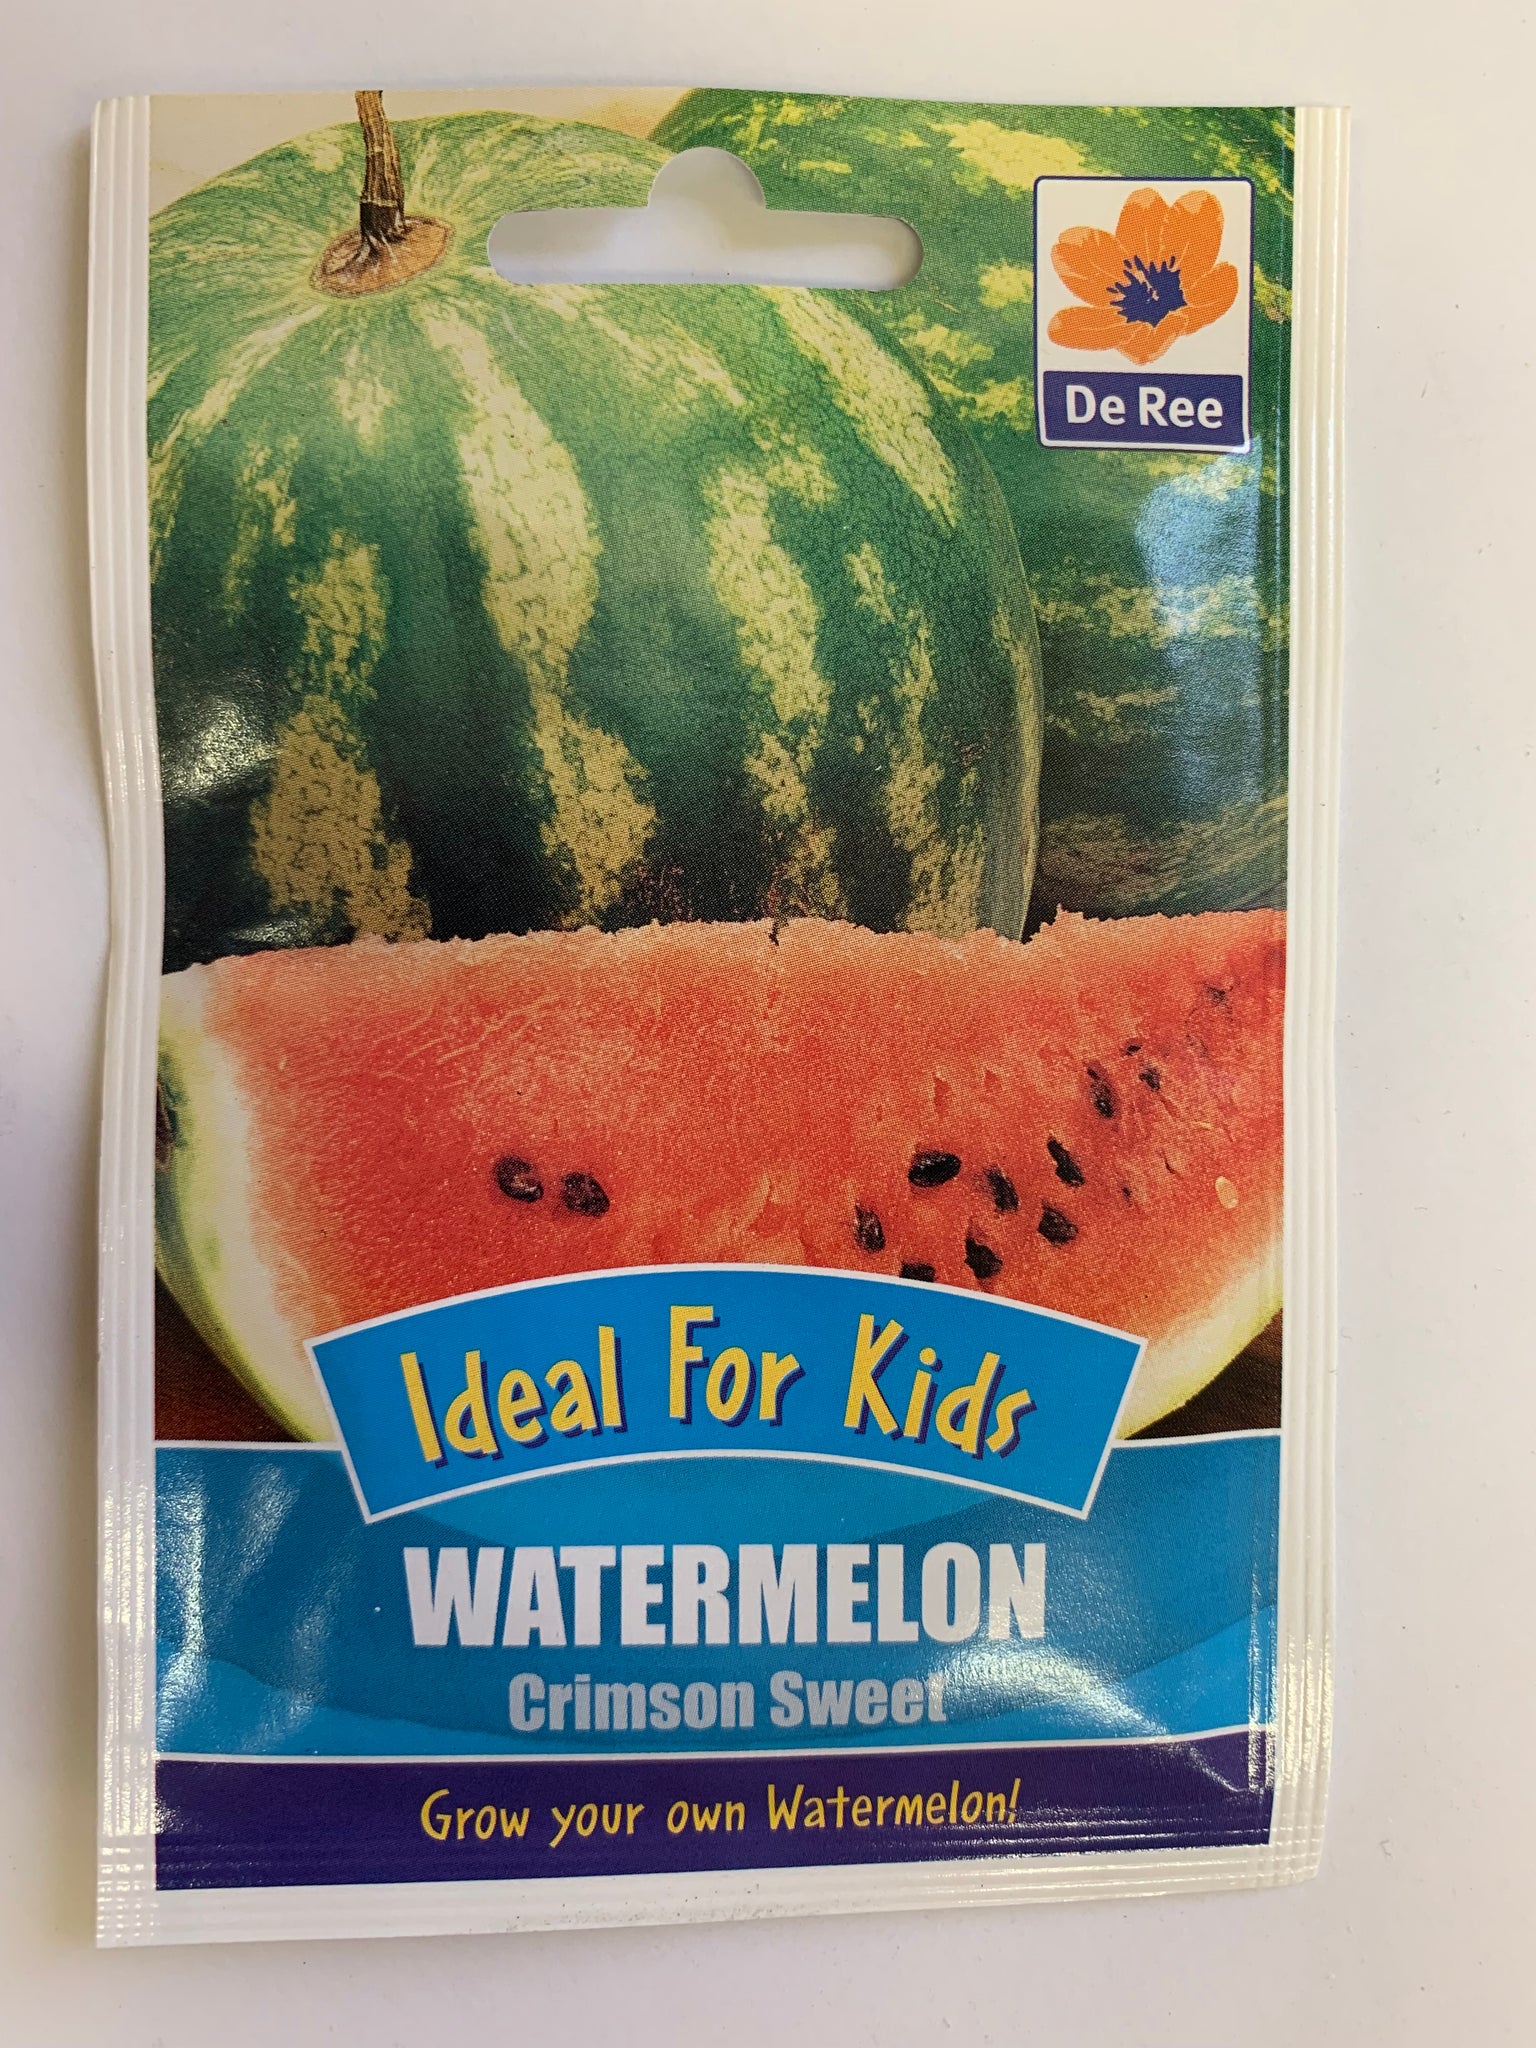 De Ree
Ideal For Kids
WATERMELON
Crimson Sweet
Grow your own Watermelon!